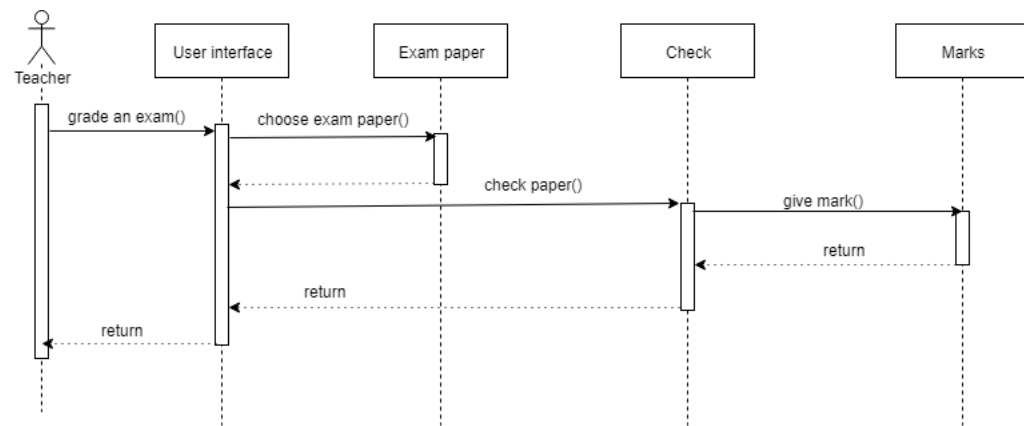 Teacher
User interface
Exam paper
Check
Marks
grade an exam()
choose exam paper()
check paper()
give mark()
return
return
return